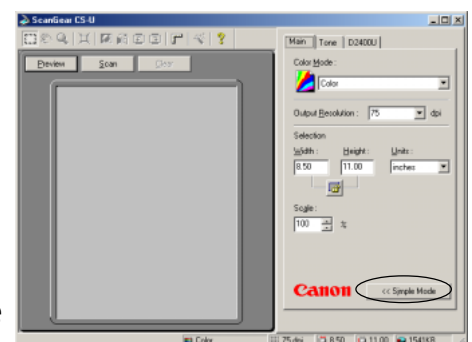 ScanGear CS-U
Main Tone D2400U
Preview Scan Clear
Color Mode :
Color
Output Resolution : 75 dpi
Selection
Width : Height : Units :
8.50 11.00 inches
Scale :
100 %
Canon << Simple Mode
e
Color 75 dpi 8.50 11.00 1541KB